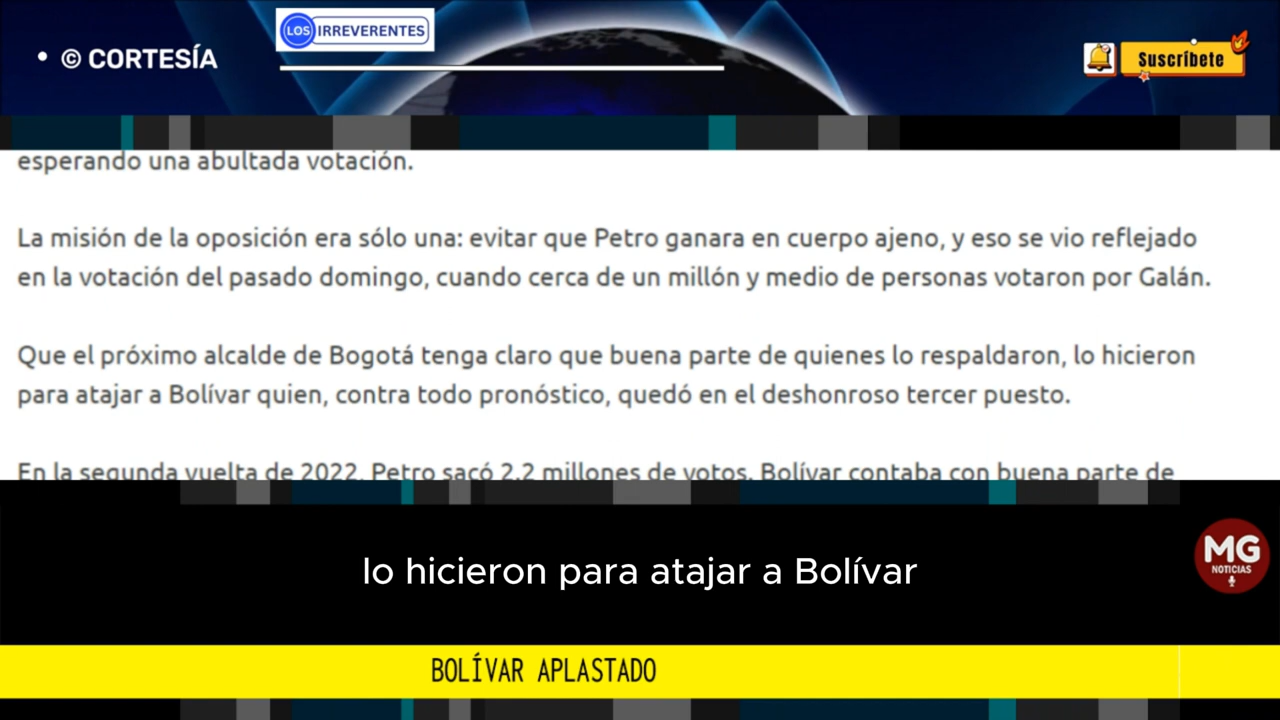 • © CORTESÍA
LOS IRREVERENTES
Suscríbete
esperando una abultada votación.
La misión de la oposición era sólo una: evitar que Petro ganara en cuerpo ajeno, y eso se vio reflejado
en la votación del pasado domingo, cuando cerca de un millón y medio de personas votaron por Galán.
Que el próximo alcalde de Bogotá tenga claro que buena parte de quienes lo respaldaron, lo hicieron
para atajar a Bolívar quien, contra todo pronóstico, quedó en el deshonroso tercer puesto.
En la segunda vuelta de 2022, Petro sacó 2.2 millones de votos. Bolívar contaba con buena parte de
lo hicieron para atajar a Bolívar
MG
NOTICIAS
BOLÍVAR APLASTADO